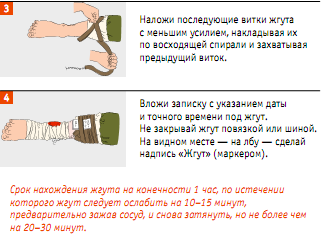 3
Наложи последующие витки жгута
с меньшим усилием, накладывая их
по восходящей спирали и захватывая
предыдущий виток.
4
Вложи записку с указанием даты
и точного времени под жгут.
Не закрывай жгут повязкой или шиной.
На видном месте — на лбу — сделай
надпись «Жгут» (маркером).
Срок нахождения жгута на конечности 1 час, по истечении
которого жгут следует ослабить на 10–15 минут,
предварительно зажав сосуд, и снова затянуть, но не более чем
на 20–30 минут.